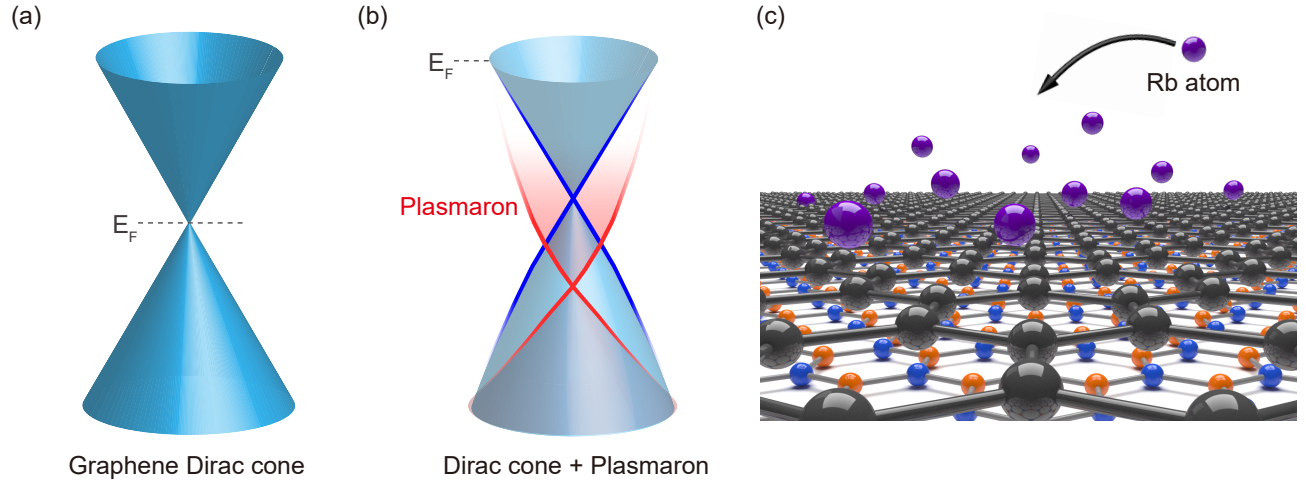 (a)
(b)
(c)
E_F
Rb atom
Plasmaron
E_F
Graphene Dirac cone
Dirac cone + Plasmaron